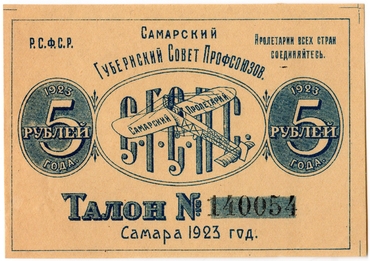 Р.С.Ф.С.Р.
Самарский
Губернский Совет Профсоюзов.
Пролетарии всех стран
соединяйтесь.
1923
5
рублей
года.
С.Г.С.П.С.
Самарский Пролетарий
1923
5
рублей
года.
Талон № 140054
Самара 1923 год.